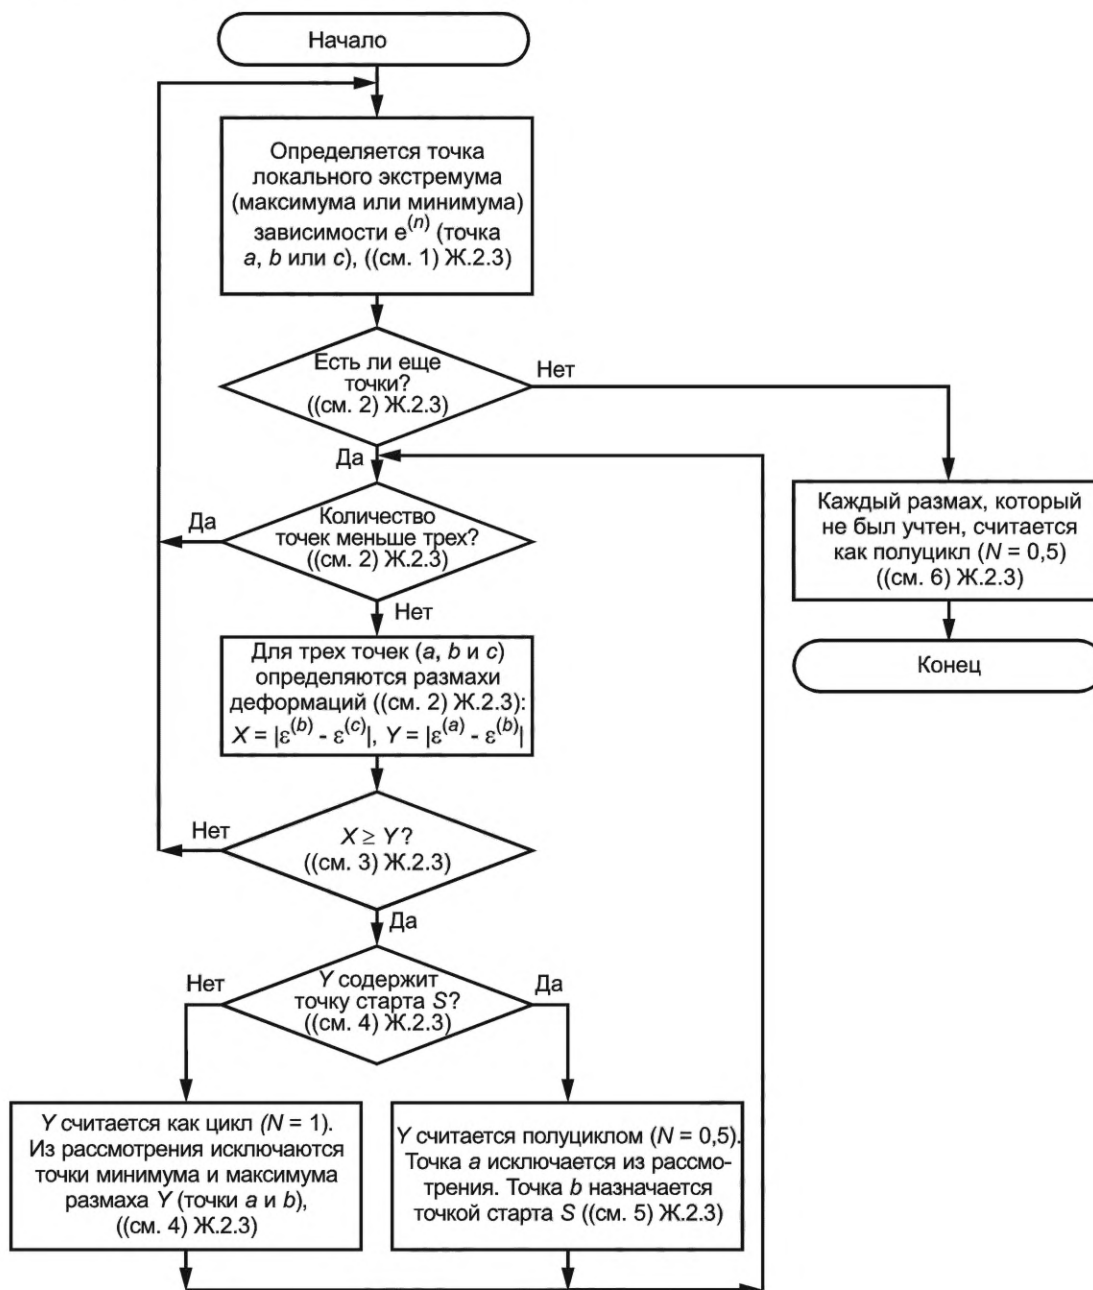 Начало
Определяется точка
локального экстремума
(максимума или минимума)
зависимости e(n) (точка
a, b или c), ((см. 1) Ж.2.3)
Есть ли еще
точки?
((см. 2) Ж.2.3)
Нет
Да
Количество
точек меньше трех?
((см. 2) Ж.2.3)
Да
Нет
Каждый размах, который
не был учтен, считается
как полуцикл (N = 0,5)
((см. 6) Ж.2.3)
Конец
Для трех точек (a, b и c)
определяются размахи
деформаций ((см. 2) Ж.2.3):
X = |ε(b) - ε(c)|, Y = |ε(a) - ε(b)|
X ≥ Y?
((см. 3) Ж.2.3)
Нет
Да
Y содержит
точку старта S?
((см. 4) Ж.2.3)
Нет
Да
Y считается как цикл (N = 1).
Из рассмотрения исключаются
точки минимума и максимума
размаха Y (точки a и b),
((см. 4) Ж.2.3)
Y считается полуциклом (N = 0,5).
Точка a исключается из рассмо-
трения. Точка b назначается
точкой старта S ((см. 5) Ж.2.3)